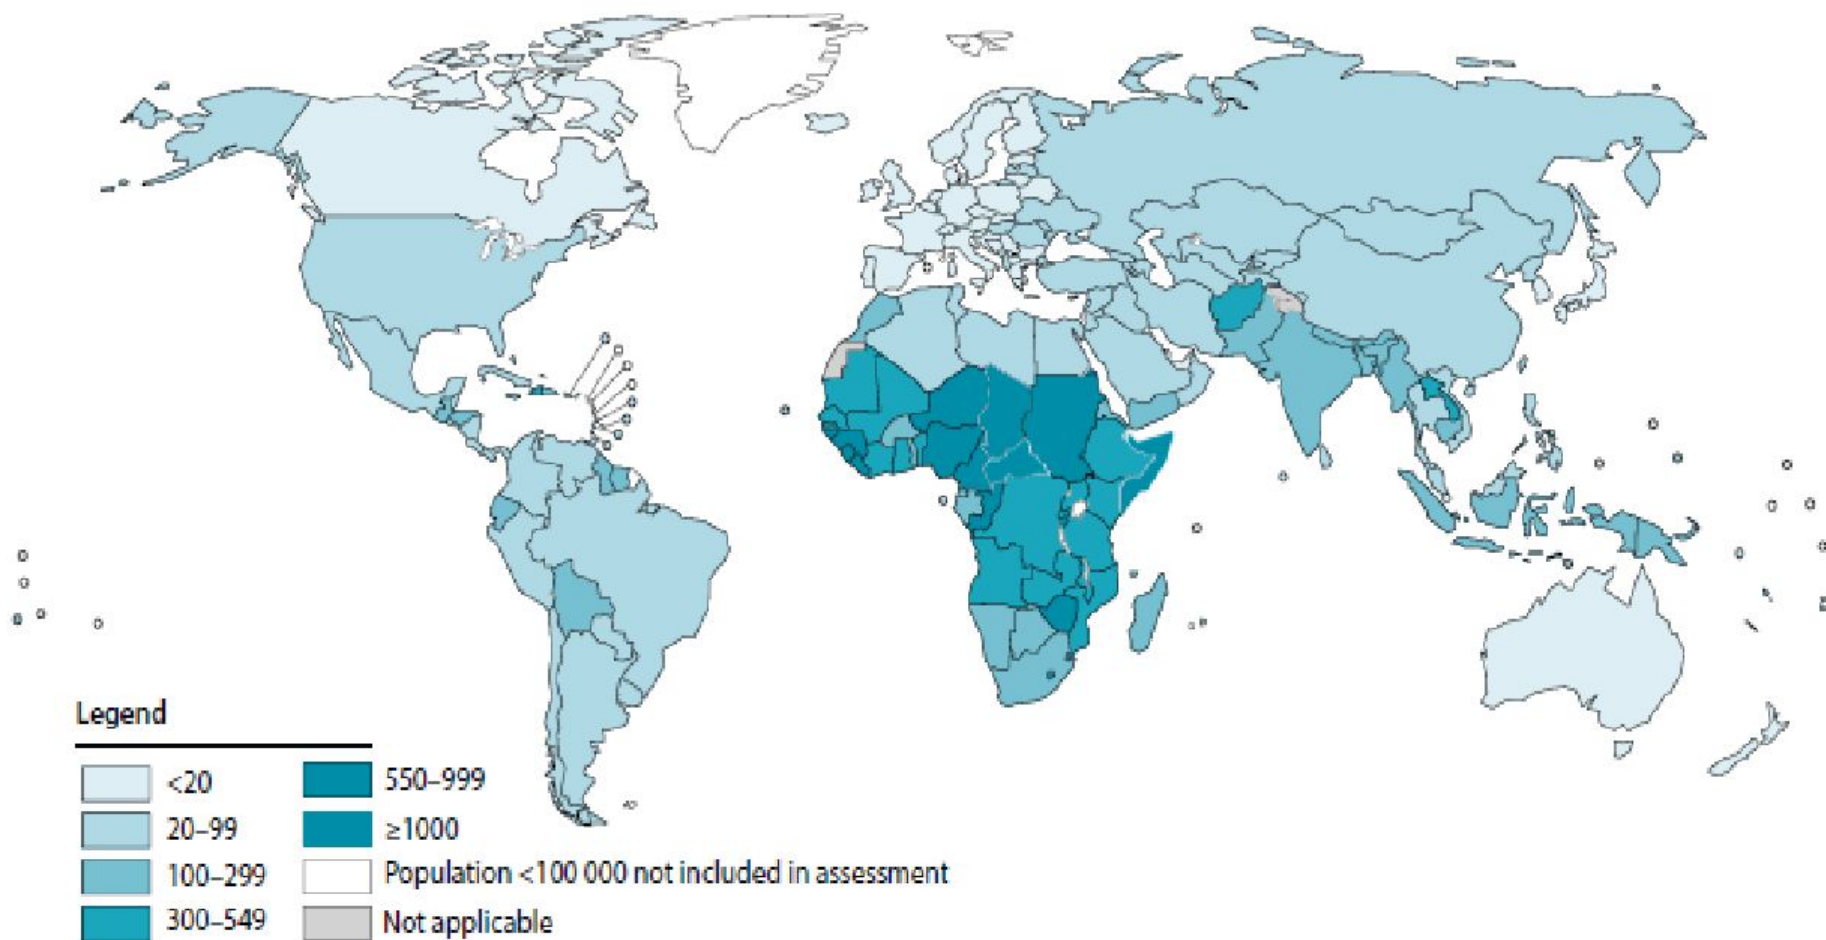 Legend
<20
20–99
100–299
300–549
550–999
≥1000
Population <100 000 not included in assessment
Not applicable